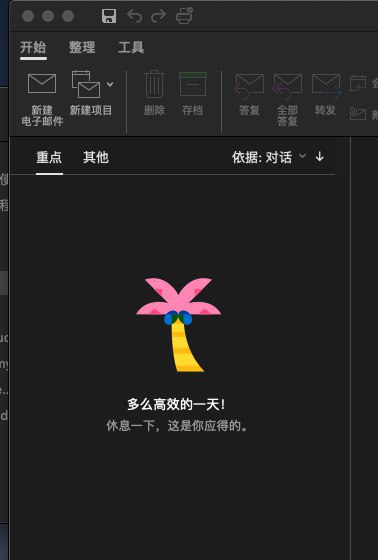 开始 整理 工具
新建
电子邮件
新建项目
删除
存档
答复
全部
答复
转发
重点 其他 依据: 对话
多么高效的一天!
休息一下，这是你应得的。